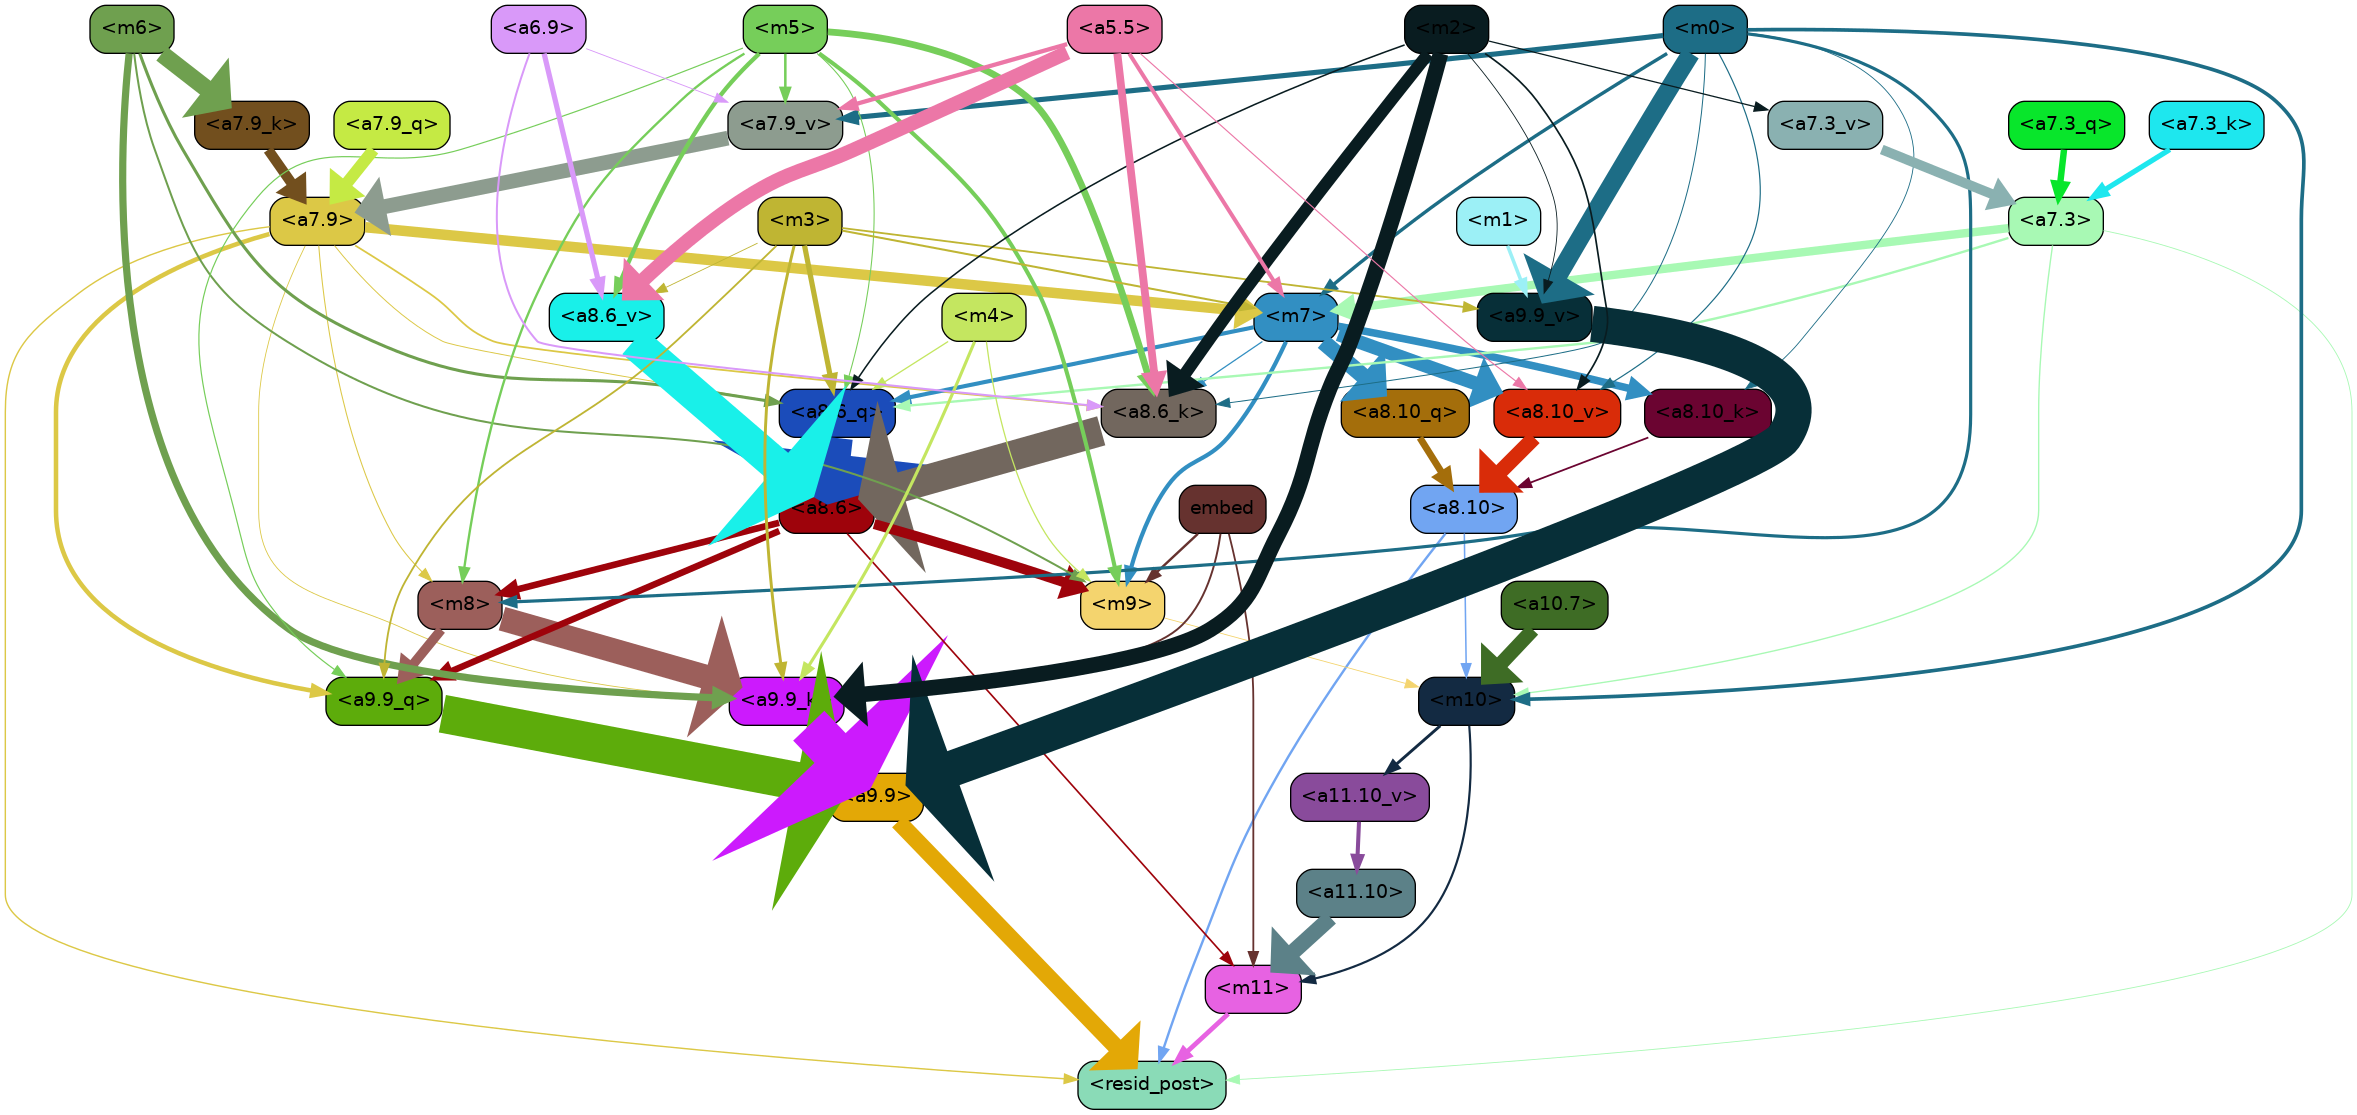 <m6>
<a6.9>
<m5>
<a5.5>
<m2>
<m0>
<a7.9_k>
<a7.9_q>
<a7.9_v>
<a7.3_v>
<a7.3_q>
<a7.3_k>
<a7.9>
<m3>
<m1>
<a7.3>
<a8.6_v>
<m4>
<m7>
<a9.9_v>
<a8.6_q>
<a8.6_k>
<a8.10_q>
<a8.10_v>
<a8.10_k>
<a8.6>
embed
<a8.10>
<m8>
<m9>
<a10.7>
<a9.9_q>
<a9.9_k>
<m10>
<a9.9>
<a11.10_v>
<a11.10>
<m11>
<resid_post>